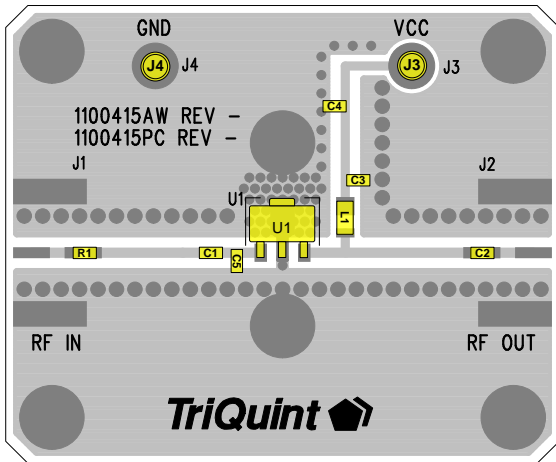 GND VCC
J4 J4 J3 J3
C4
1100415AW REV -
1100415PC REV -
J1 J2
C3
U1
L1
U1
R1 C1 C5 C2
RF IN RF OUT
TriQuint